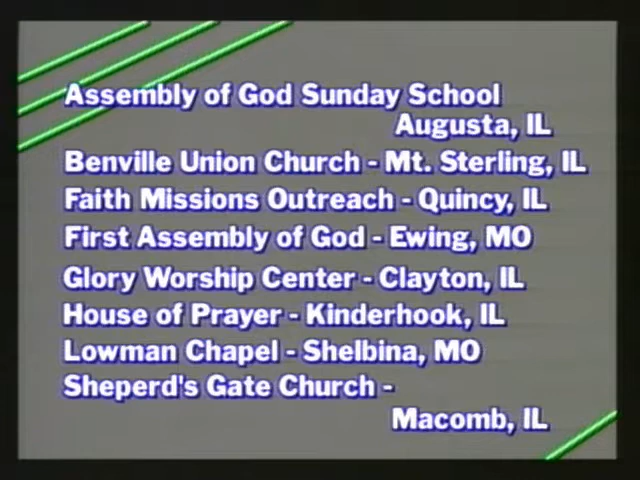 Assembly of God Sunday School
Augusta, IL
Benville Union Church - Mt. Sterling, IL
Faith Missions Outreach - Quincy, IL
First Assembly of God - Ewing, MO
Glory Worship Center - Clayton, IL
House of Prayer - Kinderhook, IL
Lowman Chapel - Shelbina, MO
Sheperd's Gate Church -
Macomb, IL